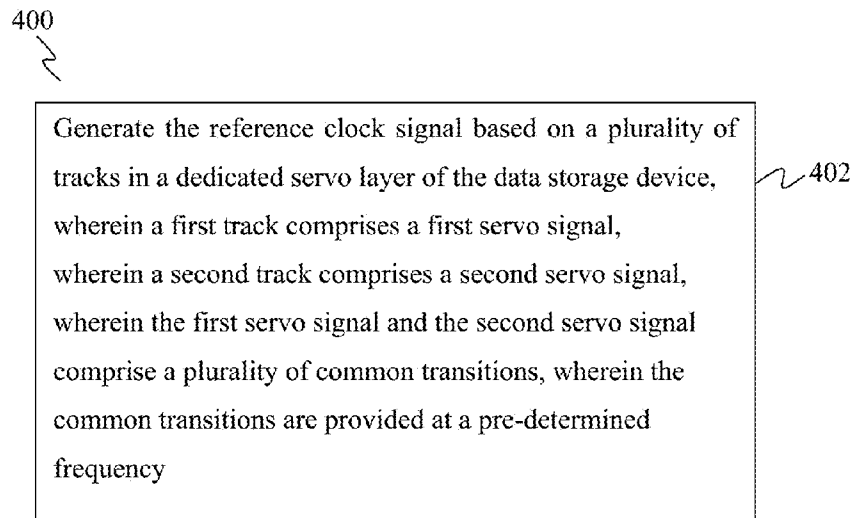 400
Generate the reference clock signal based on a plurality of
tracks in a dedicated servo layer of the data storage device,
402
wherein a first track comprises a first servo signal,
wherein a second track comprises a second servo signal,
wherein the first servo signal and the second servo signal
comprise a plurality of common transitions, wherein the
common transitions are provided at a pre-determined
frequency